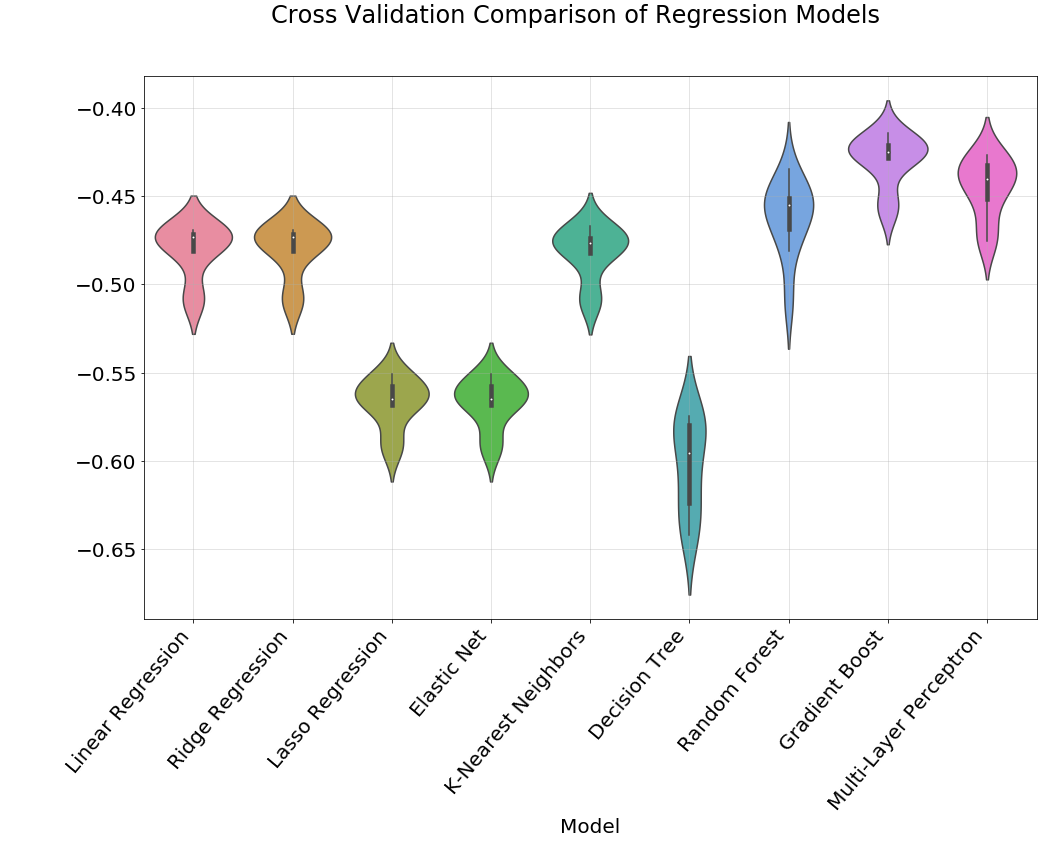 Cross Validation Comparison of Regression Models
−0.40
−0.45
−0.50
−0.55
−0.60
−0.65
Linear Regression
Ridge Regression
Lasso Regression
Elastic Net
K-Nearest Neighbors
Decision Tree
Random Forest
Gradient Boost
Multi-Layer Perceptron
Model